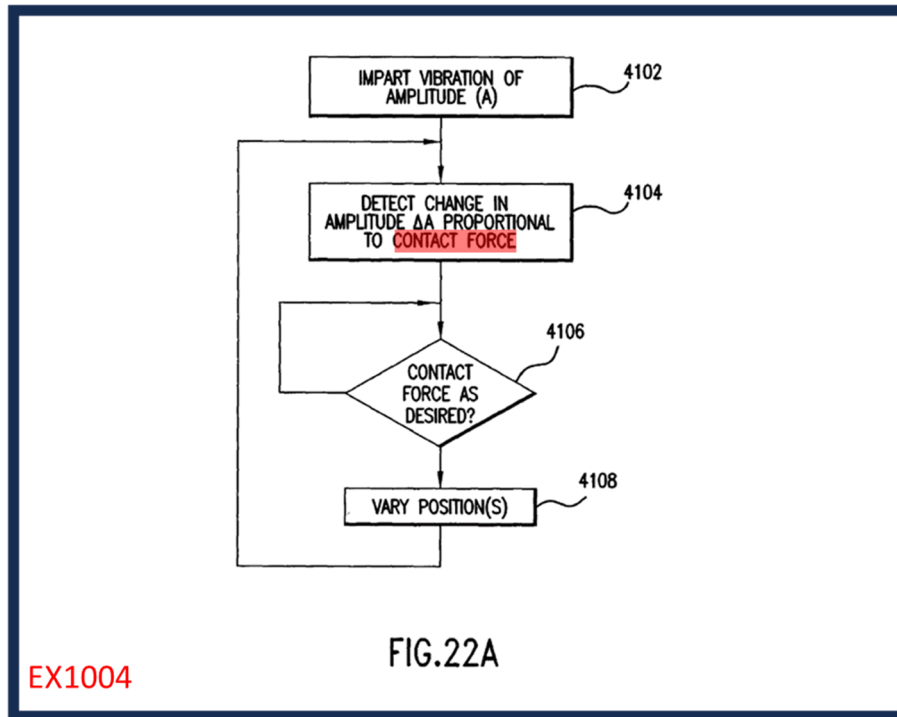 IMPART VIBRATION OF
AMPLITUDE (A)
4102
DETECT CHANGE IN
AMPLITUDE ΔA PROPORTIONAL
TO CONTACT FORCE
4104
CONTACT
FORCE AS
DESIRED?
4106
VARY POSITION(S)
4108
FIG.22A
EX1004